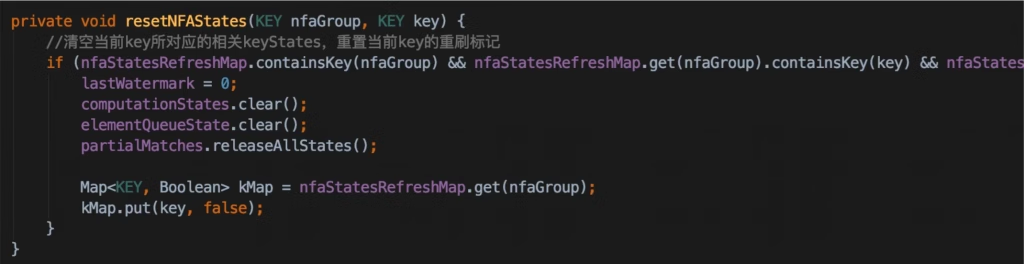 private void resetNFAStates(KEY nfaGroup, KEY key) {
//清空当前key所对应的相关keyStates，重置当前key的重刷标记
if (nfaStatesRefreshMap.containsKey(nfaGroup) && nfaStatesRefreshMap.get(nfaGroup).containsKey(key) && nfaStates
lastWatermark = 0;
computationStates.clear();
elementQueueState.clear();
partialMatches.releaseAllStates();
Map<KEY, Boolean> kMap = nfaStatesRefreshMap.get(nfaGroup);
kMap.put(key, false);
}
}